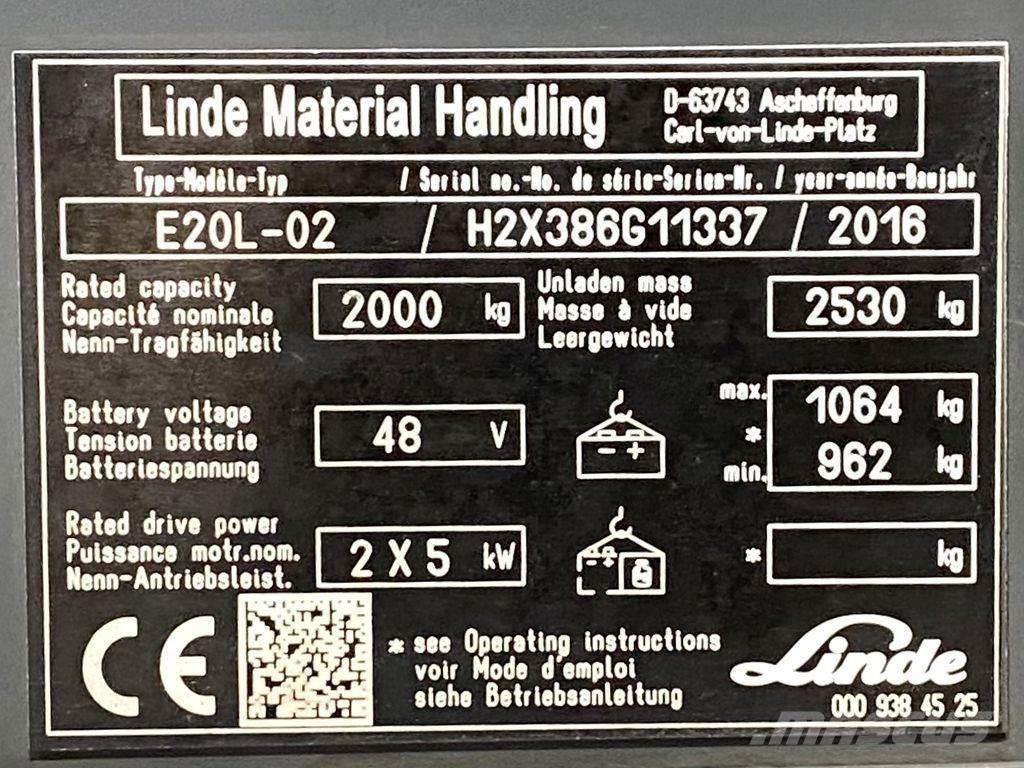 Linde Material Handling
D-63743 Aschaffenburg
Carl-von-Linde-Platz
Type-Modèle-Typ / Serial no.-No. de série-Serien-Nr. / year-année-Baujahr
E20L-02 / H2X386G11337 / 2016
Rated capacity
Capacité nominale
Nenn-Tragfähigkeit
2000 kg
Unladen mass
Masse à vide
Leergewicht
2530 kg
Battery voltage
Tension batterie
Batteriespannung
48 V
max. 1064 kg
*
min. 962 kg
Rated drive power
Puissance motr.nom.
Nenn-Antriebsleist.
2 X 5 kW
* kg
CE
* see Operating instructions
voir Mode d'emploi
siehe Betriebsanleitung
Linde
000 938 45 25
MASCUS